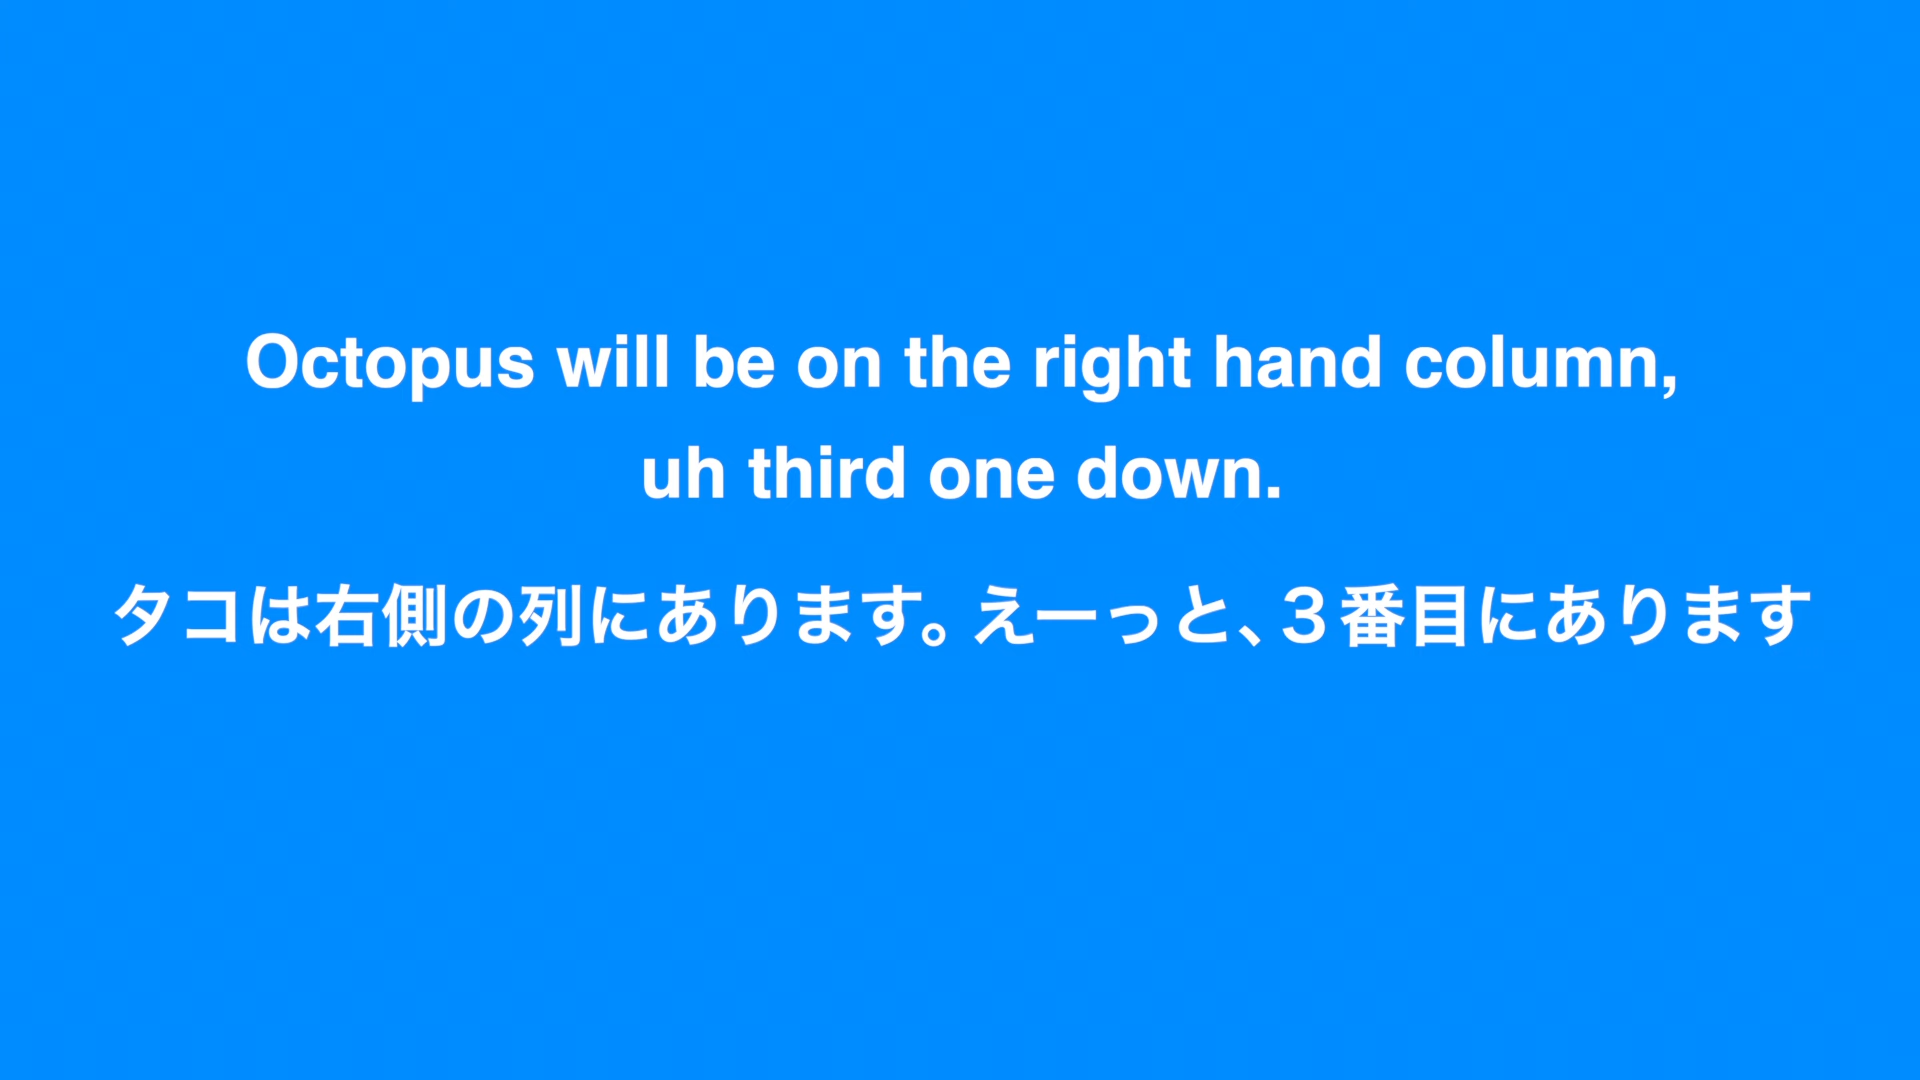 Octopus will be on the right hand column,
uh third one down.
タコは右側の列にあります。えーっと、３番目にあります